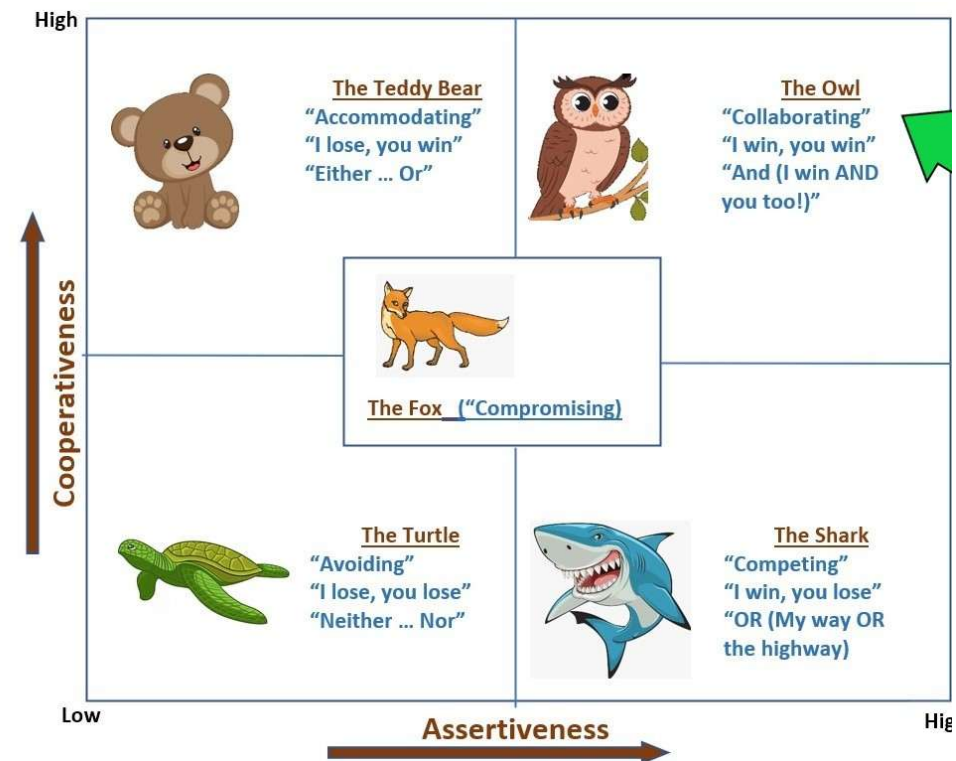 High
The Teddy Bear
“Accommodating”
“I lose, you win”
“Either ... Or”
The Owl
“Collaborating”
“I win, you win”
“And (I win AND
you too!)”
Cooperativeness
The Fox (“Compromising)
The Turtle
“Avoiding”
“I lose, you lose”
“Neither ... Nor”
The Shark
“Competing”
“I win, you lose”
“OR (My way OR
the highway)
Low
Assertiveness
Hig